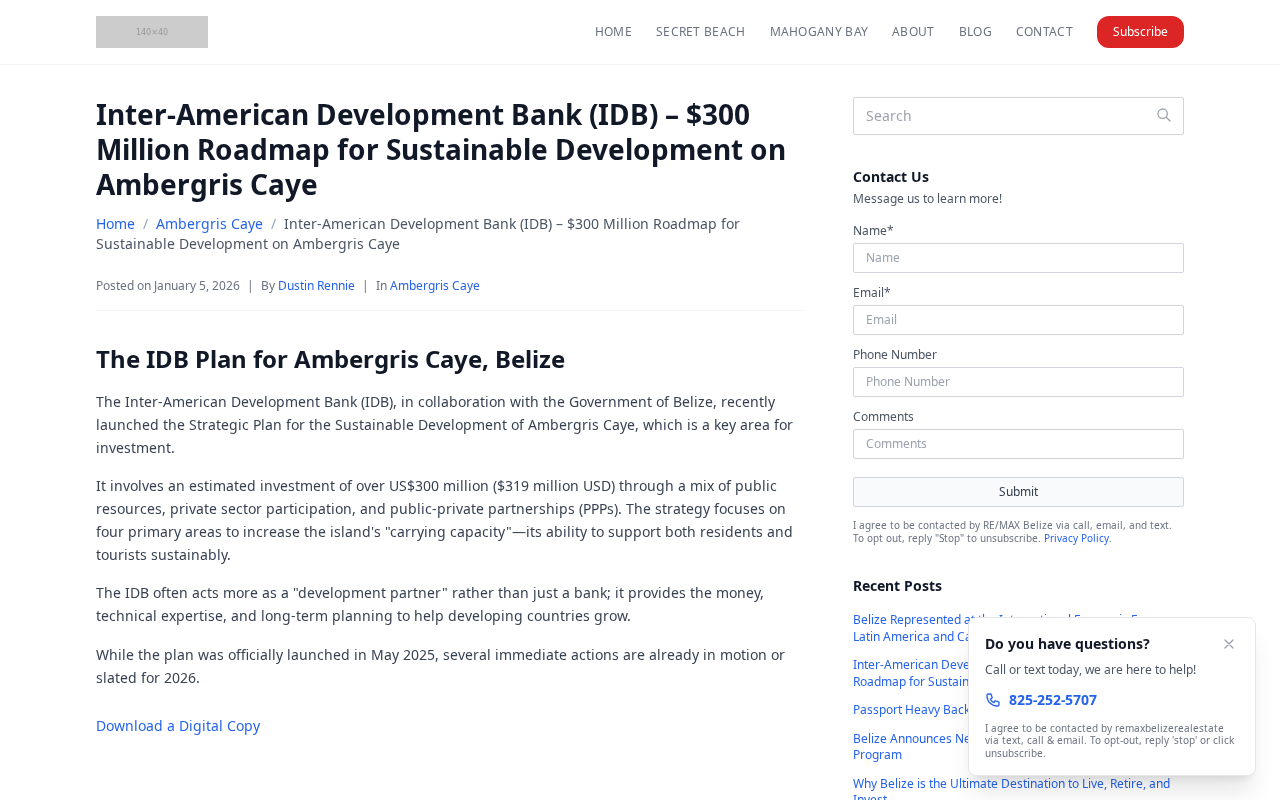 140×40
HOME
SECRET BEACH
MAHOGANY BAY
ABOUT
BLOG
CONTACT
Subscribe
Inter-American Development Bank (IDB) – $300
Million Roadmap for Sustainable Development on
Ambergris Caye
Home / Ambergris Caye / Inter-American Development Bank (IDB) – $300 Million Roadmap for
Sustainable Development on Ambergris Caye
Posted on January 5, 2026 | By Dustin Rennie | In Ambergris Caye
The IDB Plan for Ambergris Caye, Belize
The Inter-American Development Bank (IDB), in collaboration with the Government of Belize, recently
launched the Strategic Plan for the Sustainable Development of Ambergris Caye, which is a key area for
investment.
It involves an estimated investment of over US$300 million ($319 million USD) through a mix of public
resources, private sector participation, and public-private partnerships (PPPs). The strategy focuses on
four primary areas to increase the island's "carrying capacity"—its ability to support both residents and
tourists sustainably.
The IDB often acts more as a "development partner" rather than just a bank; it provides the money,
technical expertise, and long-term planning to help developing countries grow.
While the plan was officially launched in May 2025, several immediate actions are already in motion or
slated for 2026.
Download a Digital Copy
Search
Contact Us
Message us to learn more!
Name*
Name
Email*
Email
Phone Number
Phone Number
Comments
Comments
Submit
I agree to be contacted by RE/MAX Belize via call, email, and text.
To opt out, reply "Stop" to unsubscribe. Privacy Policy.
Recent Posts
Belize Represented at the
Latin America and
Inter-American
Roadmap for
Passport Heavy
Belize Announces
Program
Why Belize is the Ultimate Destination to Live, Retire, and
Invest
Do you have questions?
Call or text today, we are here to help!
825-252-5707
I agree to be contacted by remaxbelizerealestate
via text, call & email. To opt-out, reply 'stop' or click
unsubscribe.